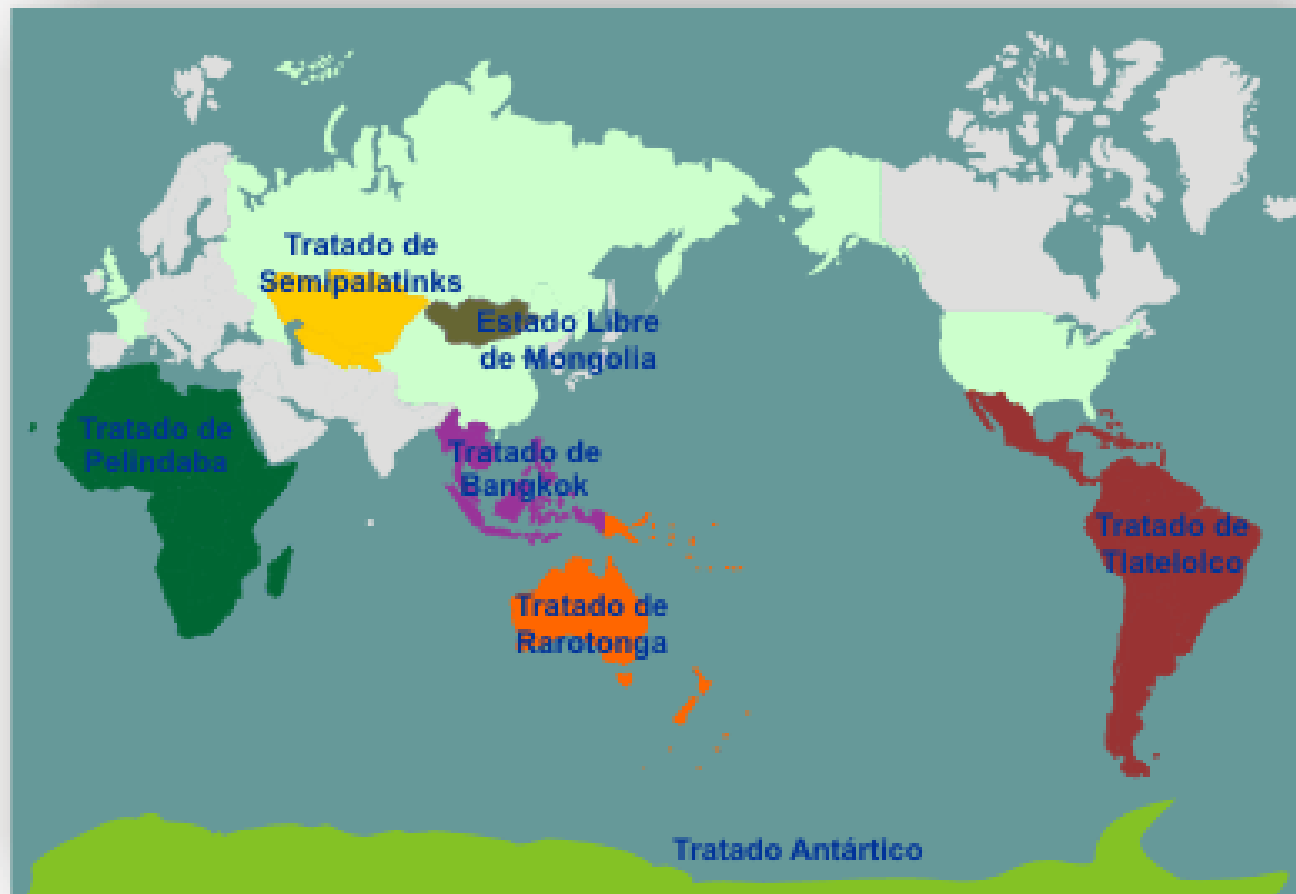 Tratado de
Semipalatinks
Estado Libre
de Mongolia
Tratado de
Pelindaba
Tratado de
Bangkok
Tratado de
Tlatelolco
Tratado de
Rarotonga
Tratado Antártico